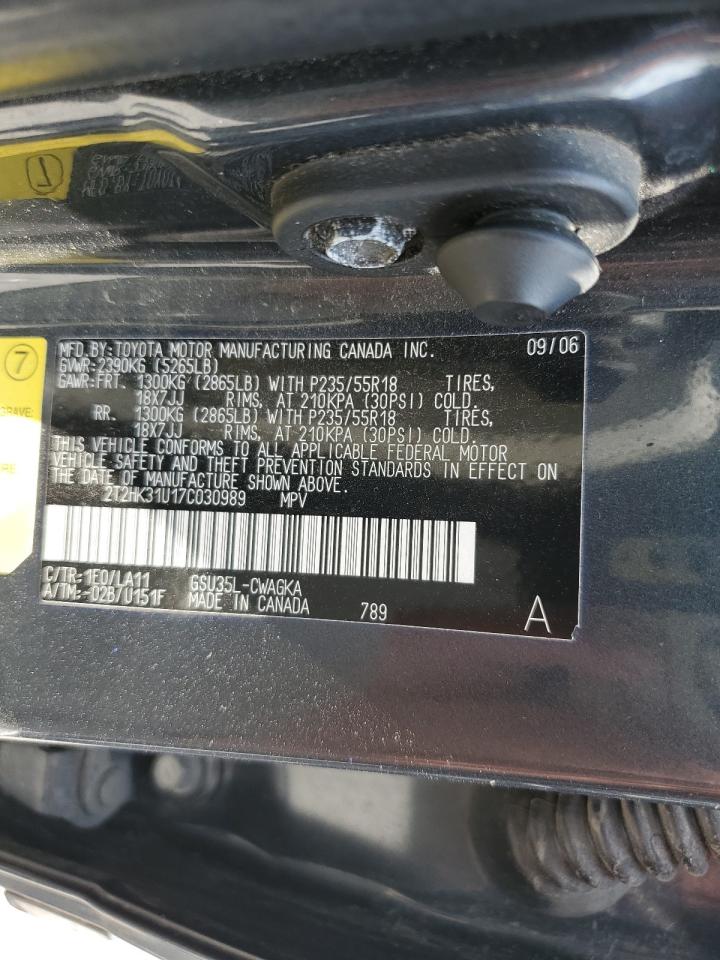 7
MFD.BY:TOYOTA MOTOR MANUFACTURING CANADA INC. 09/06
GVWR:2390KG (5265LB)
GAWR:FRT. 1300KG (2865LB) WITH P235/55R18 TIRES,
18X7JJ RIMS, AT 210KPA (30PSI) COLD.
RR. 1300KG (2865LB) WITH P235/55R18 TIRES,
18X7JJ RIMS, AT 210KPA (30PSI) COLD.
THIS VEHICLE CONFORMS TO ALL APPLICABLE FEDERAL MOTOR
VEHICLE SAFETY AND THEFT PREVENTION STANDARDS IN EFFECT ON
THE DATE OF MANUFACTURE SHOWN ABOVE.
2T2HK31U17C030989 MPV
C/TR:1E0/LA11 GSU35L-CWAGKA
A/TM:-02B/U151F MADE IN CANADA 789 A